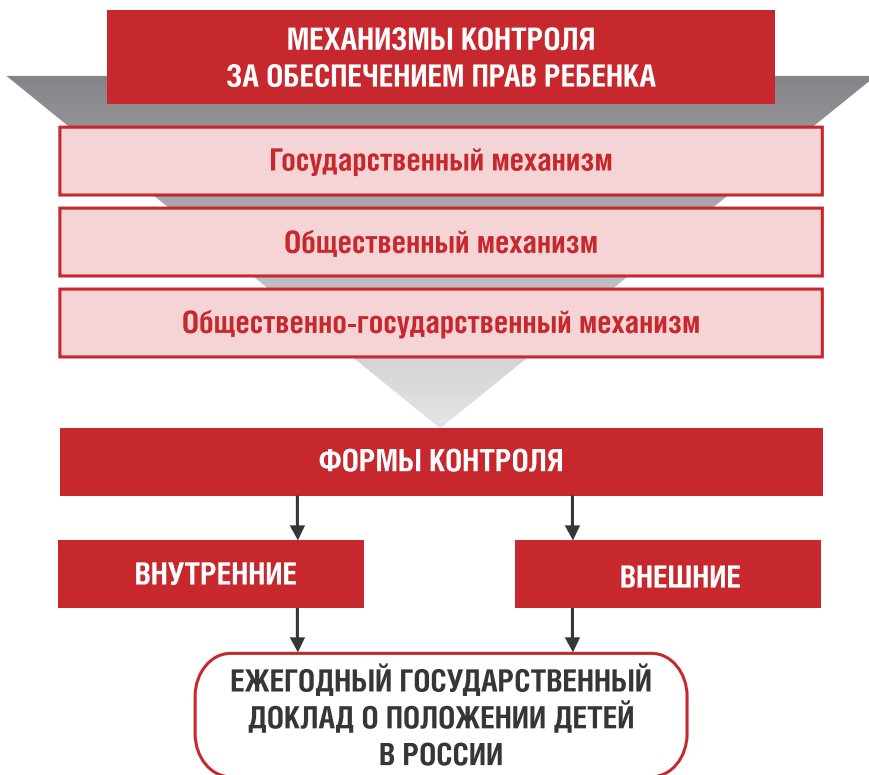 МЕХАНИЗМЫ КОНТРОЛЯ
ЗА ОБЕСПЕЧЕНИЕМ ПРАВ РЕБЕНКА
Государственный механизм
Общественный механизм
Общественно-государственный механизм
ФОРМЫ КОНТРОЛЯ
ВНУТРЕННИЕ
ВНЕШНИЕ
ЕЖЕГОДНЫЙ ГОСУДАРСТВЕННЫЙ
ДОКЛАД О ПОЛОЖЕНИИ ДЕТЕЙ
В РОССИИ